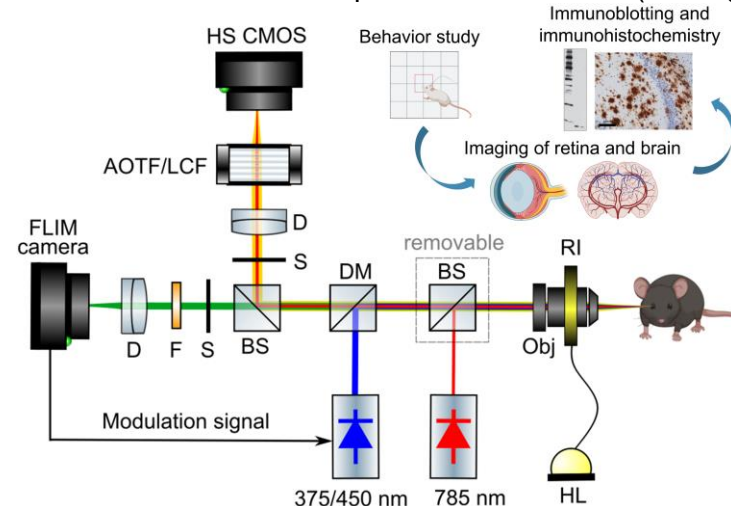 HS CMOS
Behavior study
Immunoblotting and
immunohistochemistry
AOTF/LCF
Imaging of retina and brain
D
FLIM
camera
removable
S
DM
BS
RI
D
F
S
BS
Obj
Modulation signal
375/450 nm
785 nm
HL